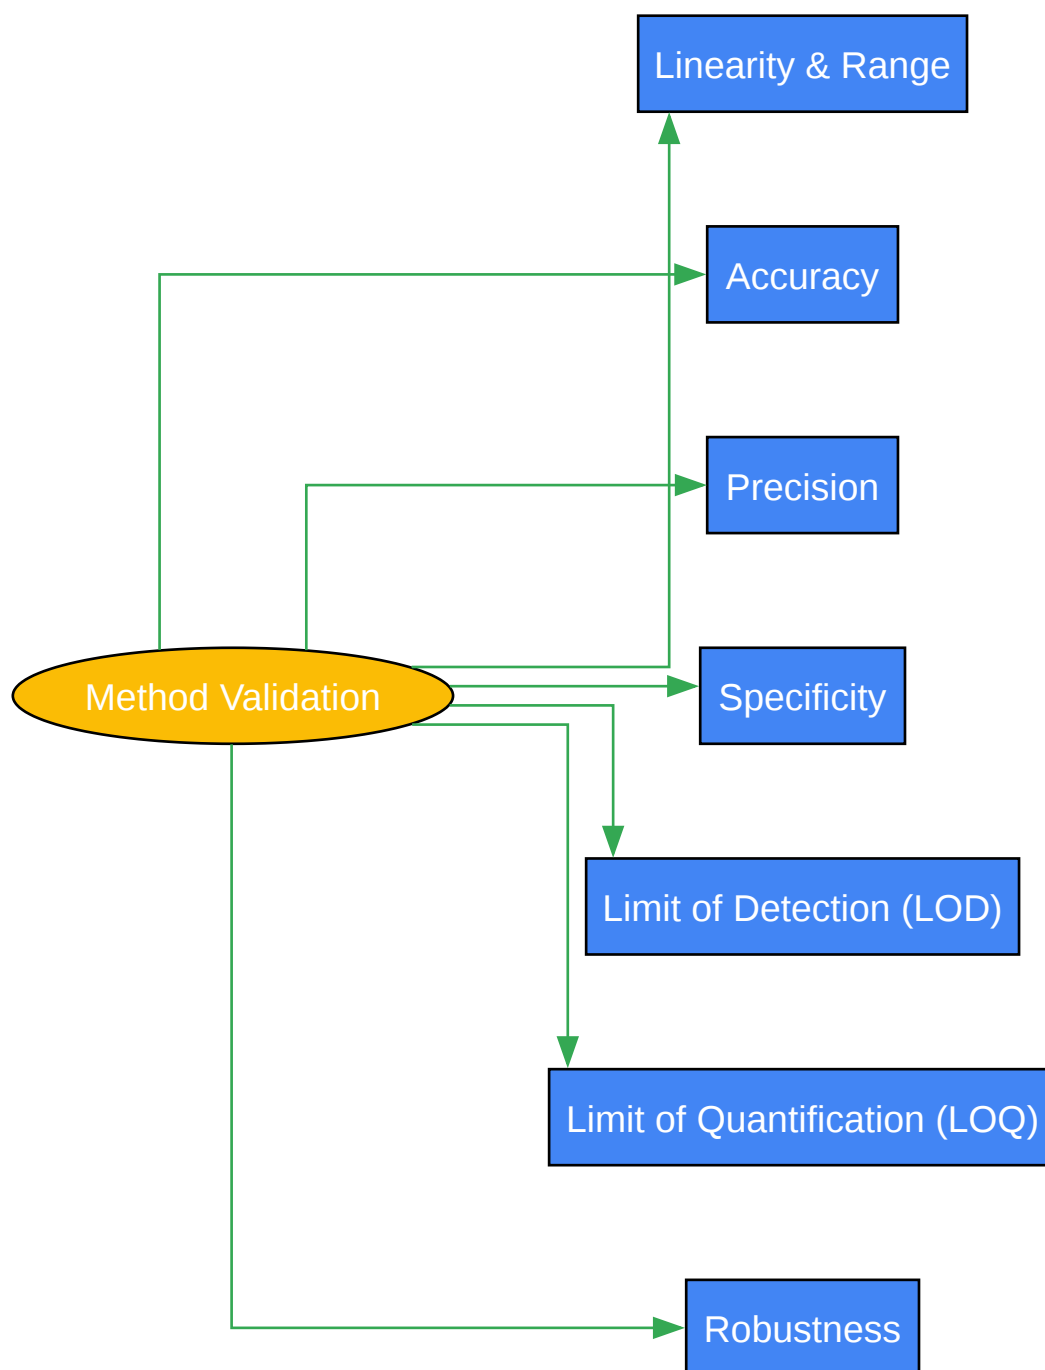 Linearity & Range
Accuracy
Precision
Method Validation
Specificity
Limit of Detection (LOD)
Limit of Quantification (LOQ)
Robustness